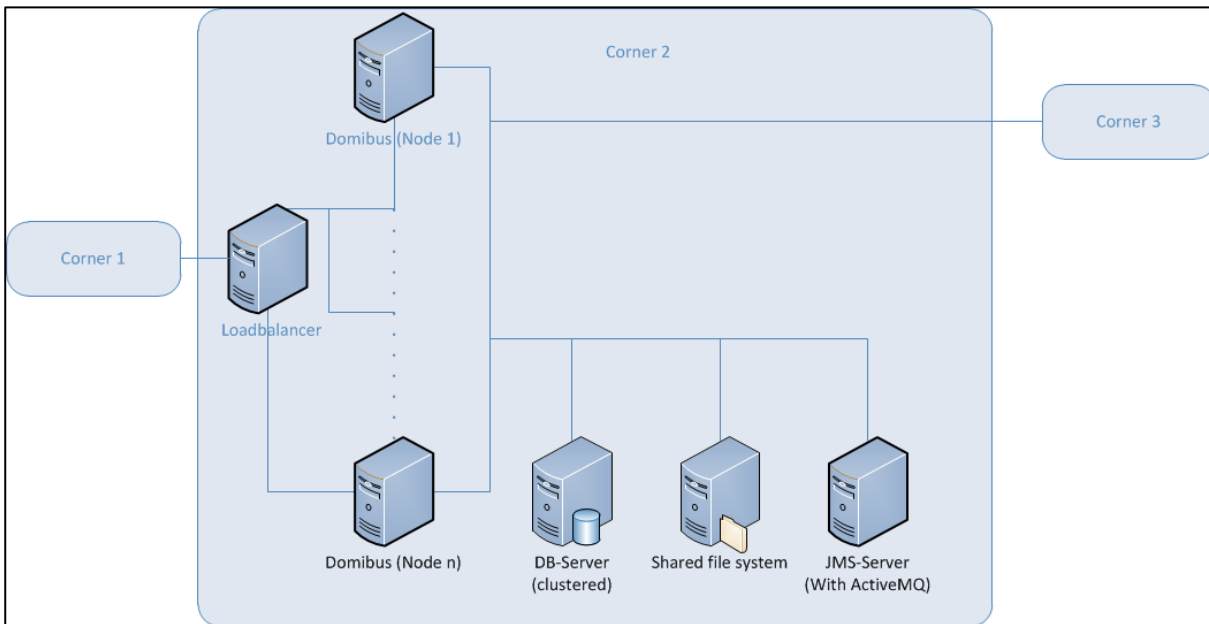 Corner 2
Domibus (Node 1)
Corner 3
Corner 1
Loadbalancer
Domibus (Node n)
DB-Server
(clustered)
Shared file system
JMS-Server
(With ActiveMQ)